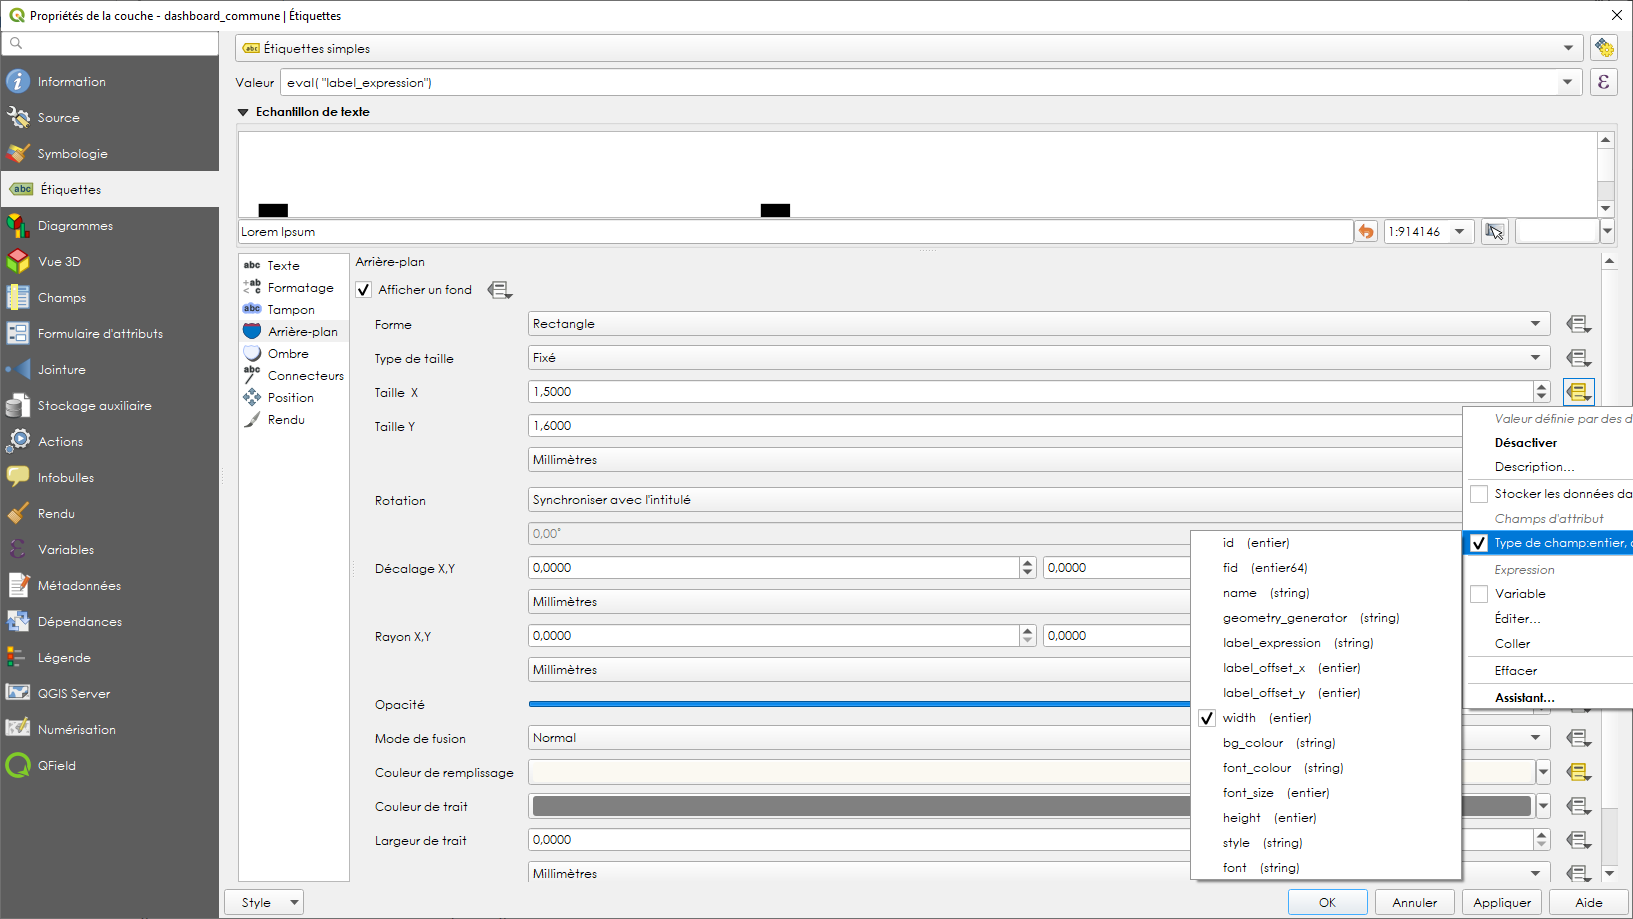 Propriétés de la couche - dashboard_commune | Étiquettes
Information
Source
Symbologie
abc Étiquettes
Diagrammes
Vue 3D
Champs
Formulaire d'attributs
Jointure
Stockage auxiliaire
Actions
Infobulles
Rendu
Variables
Métadonnées
Dépendances
Légende
QGIS Server
Numérisation
QField
abc Étiquettes simples
Valeur eval( "label_expression") ε
Echantillon de texte
Lorem Ipsum 1:914146
abc Texte
+ab < c Formatage
abc Tampon
Arrière-plan
Ombre
abc Connecteurs
Position
Rendu
Arrière-plan
Afficher un fond
Forme Rectangle
Type de taille Fixé
Taille X 1,5000
Taille Y 1,6000
Millimètres
Rotation Synchroniser avec l'intitulé
0,00°
Décalage X,Y 0,0000 0,0000
Millimètres
Rayon X,Y 0,0000 0,0000
Millimètres
Opacité
Mode de fusion Normal
Couleur de remplissage
Couleur de trait
Largeur de trait 0,0000
Millimètres
Valeur définie par des d
Désactiver
Description...
Stocker les données da
Champs d'attribut
Type de champ:entier,
Expression
Variable
Éditer...
Coller
Effacer
Assistant...
id (entier)
fid (entier64)
name (string)
geometry_generator (string)
label_expression (string)
label_offset_x (entier)
label_offset_y (entier)
width (entier)
bg_colour (string)
font_colour (string)
font_size (entier)
height (entier)
style (string)
font (string)
Style OK Annuler Appliquer Aide